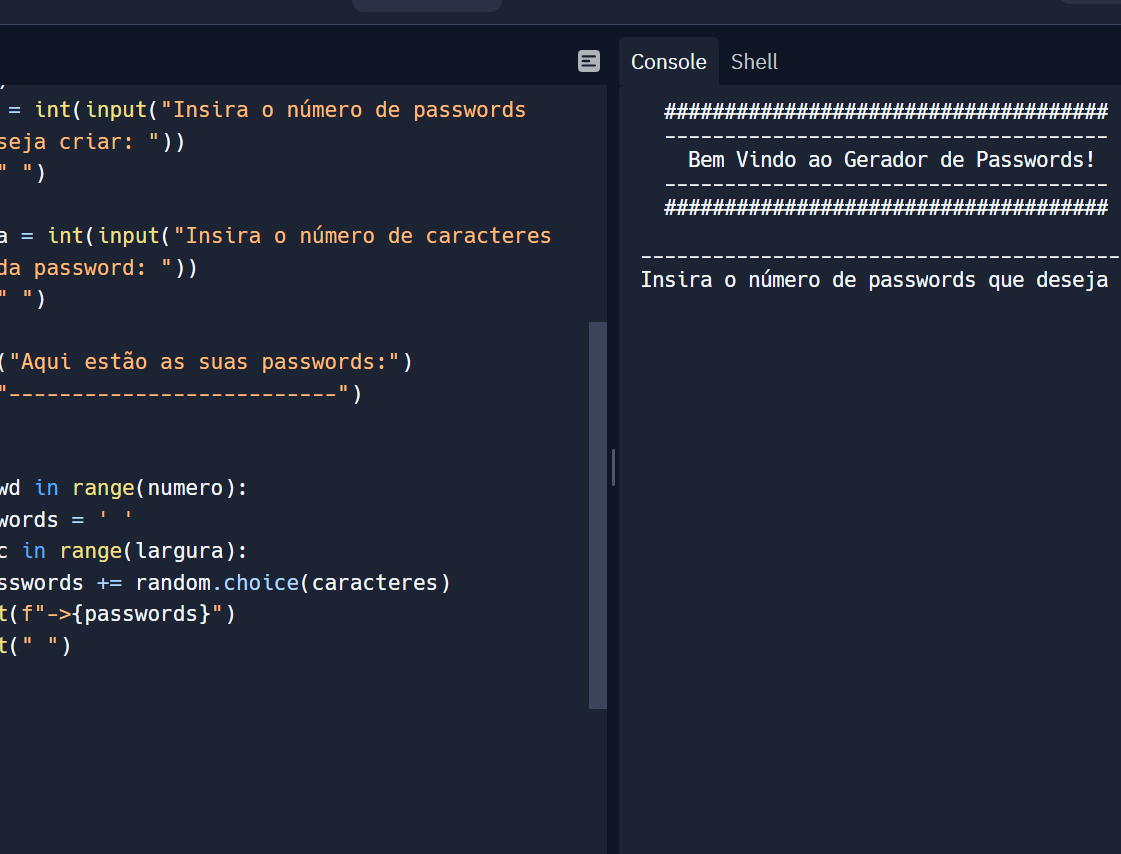 = int(input("Insira o número de passwords
seja criar: "))
" ")
a = int(input("Insira o número de caracteres
da password: "))
" ")
("Aqui estão as suas passwords:")
"--------------------------")
wd in range(numero):
words = ' '
c in range(largura):
sswords += random.choice(caracteres)
t(f"->{passwords}")
t(" ")
Console Shell
#####################################
-------------------------------------
Bem Vindo ao Gerador de Passwords!
-------------------------------------
#####################################
----------------------------------------
Insira o número de passwords que deseja